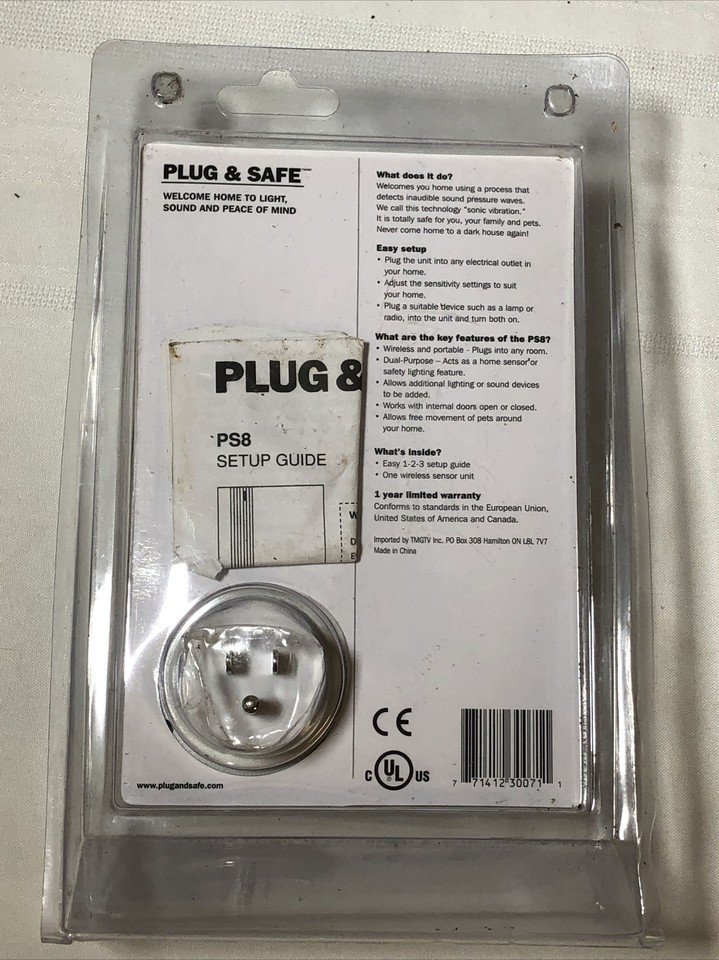 PLUG & SAFE™
WELCOME HOME TO LIGHT,
SOUND AND PEACE OF MIND
PLUG &
PS8
SETUP GUIDE
W
D
E
www.plugandsafe.com
What does it do?
Welcomes you home using a process that
detects inaudible sound pressure waves.
We call this technology "sonic vibration."
It is totally safe for you, your family and pets.
Never come home to a dark house again!
Easy setup
• Plug the unit into any electrical outlet in
your home.
• Adjust the sensitivity settings to suit
your home.
• Plug a suitable device such as a lamp or
radio, into the unit and turn both on.
What are the key features of the PS8?
• Wireless and portable - Plugs into any room.
• Dual-Purpose – Acts as a home sensor or
safety lighting feature.
• Allows additional lighting or sound devices
to be added.
• Works with internal doors open or closed.
• Allows free movement of pets around
your home.
What's inside?
• Easy 1-2-3 setup guide
• One wireless sensor unit
1 year limited warranty
Conforms to standards in the European Union,
United States of America and Canada.
Imported by TMGTV Inc. PO Box 308 Hamilton ON L8L 7V7
Made in China
CE
C UL US
7 71412 30071 1